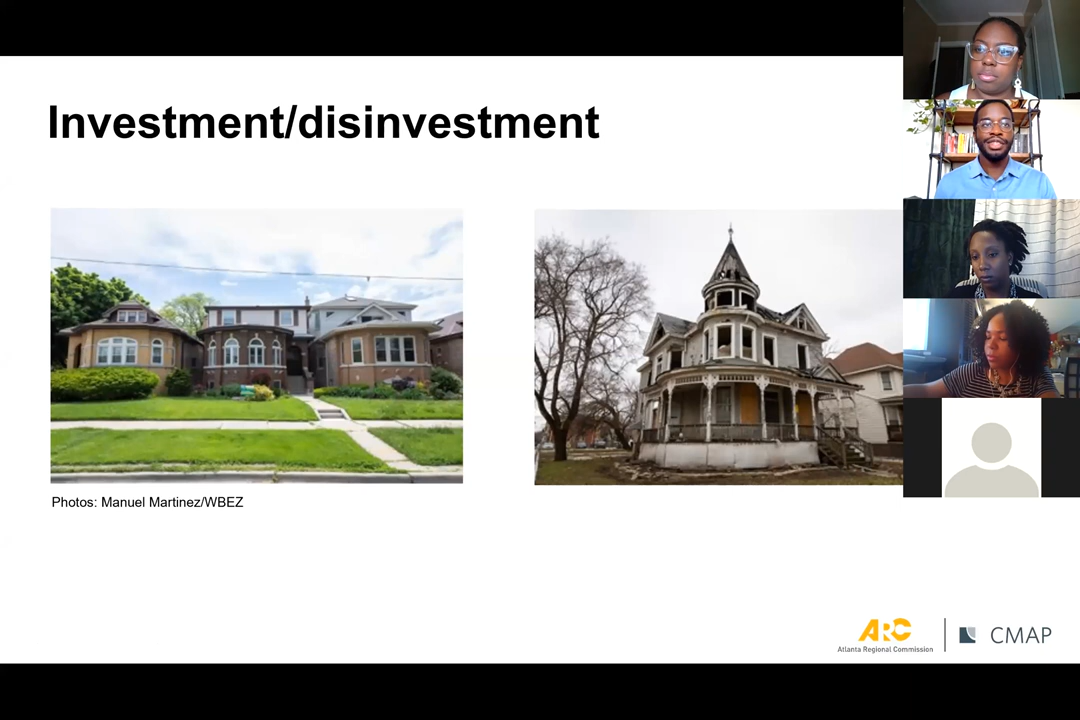 Investment/disinvestment
Photos: Manuel Martinez/WBEZ
ARC
Atlanta Regional Commission
CMAP